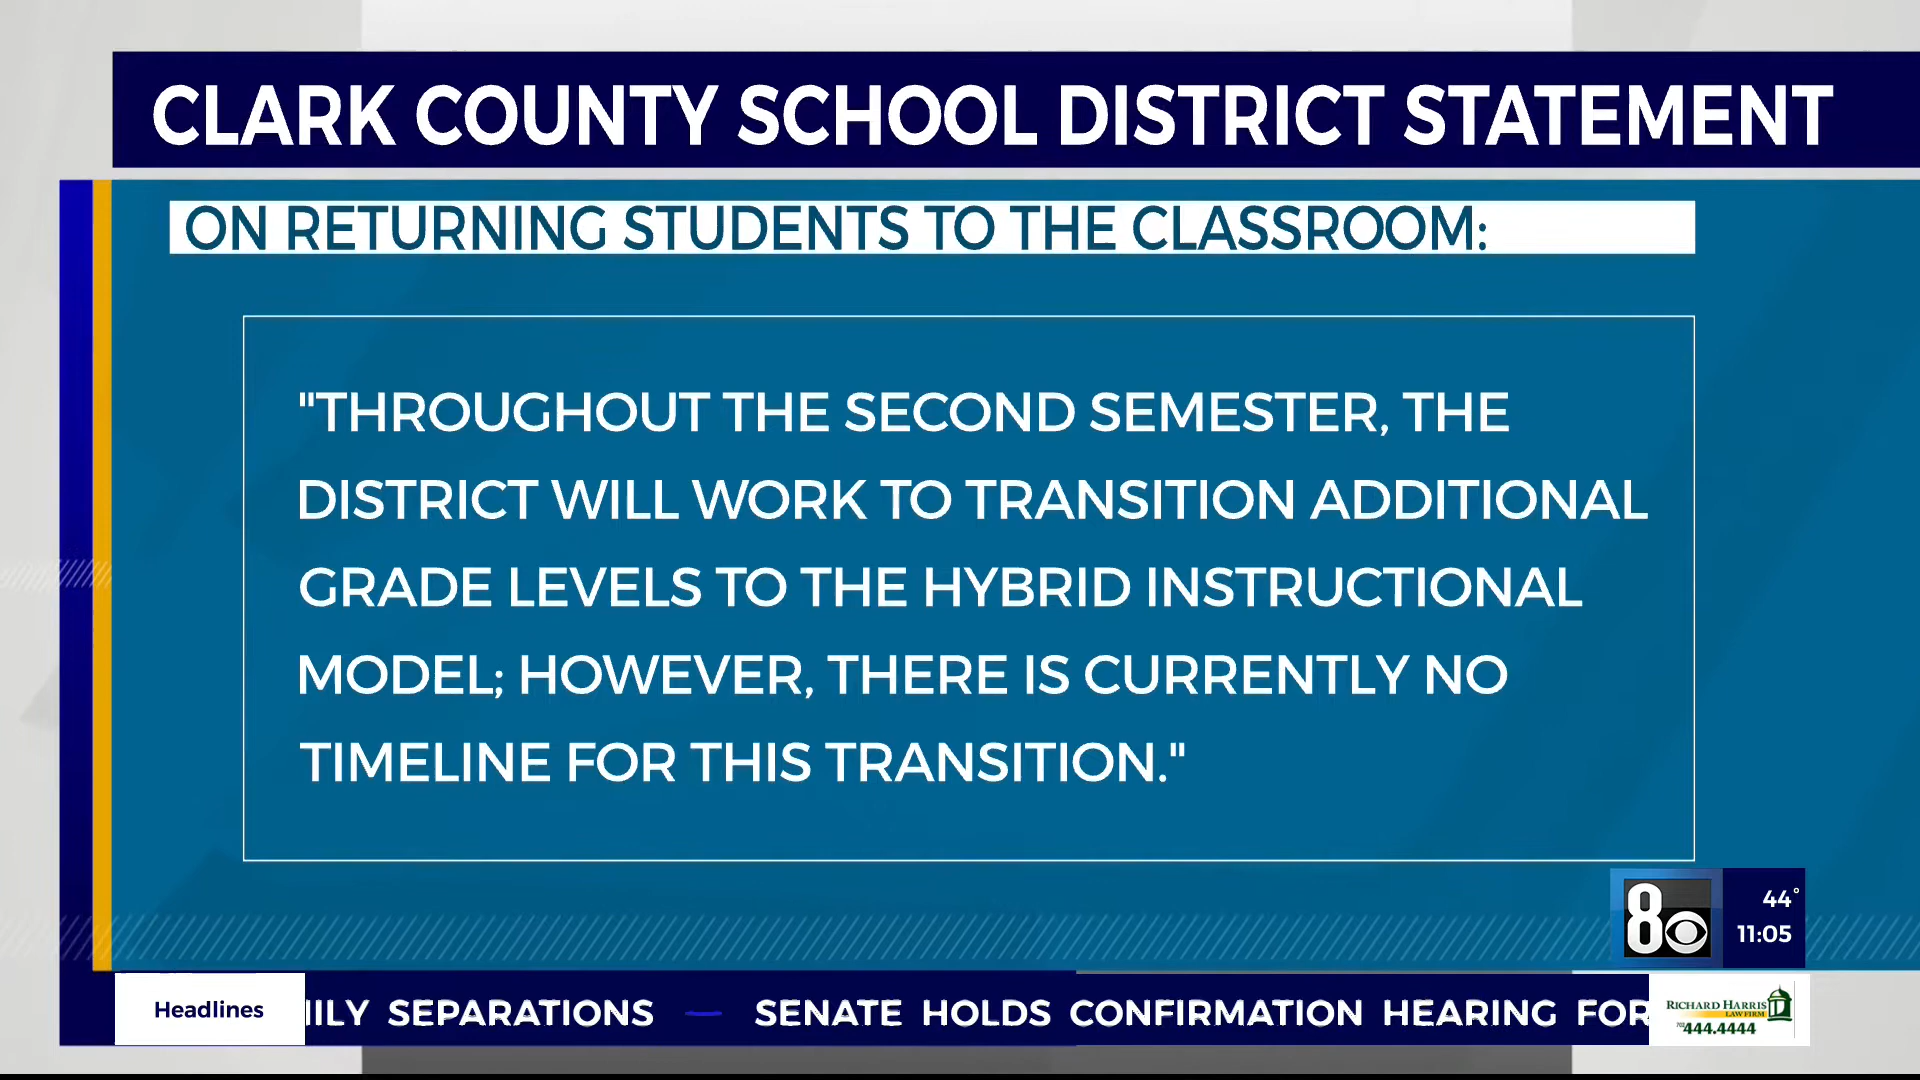 CLARK COUNTY SCHOOL DISTRICT STATEMENT
ON RETURNING STUDENTS TO THE CLASSROOM:
"THROUGHOUT THE SECOND SEMESTER, THE
DISTRICT WILL WORK TO TRANSITION ADDITIONAL
GRADE LEVELS TO THE HYBRID INSTRUCTIONAL
MODEL; HOWEVER, THERE IS CURRENTLY NO
TIMELINE FOR THIS TRANSITION."
8
44°
11:05
Headlines
SEPARATIONS — SENATE HOLDS CONFIRMATION HEARING FOR
RICHARD HARRIS
LAW FIRM
702 444.4444